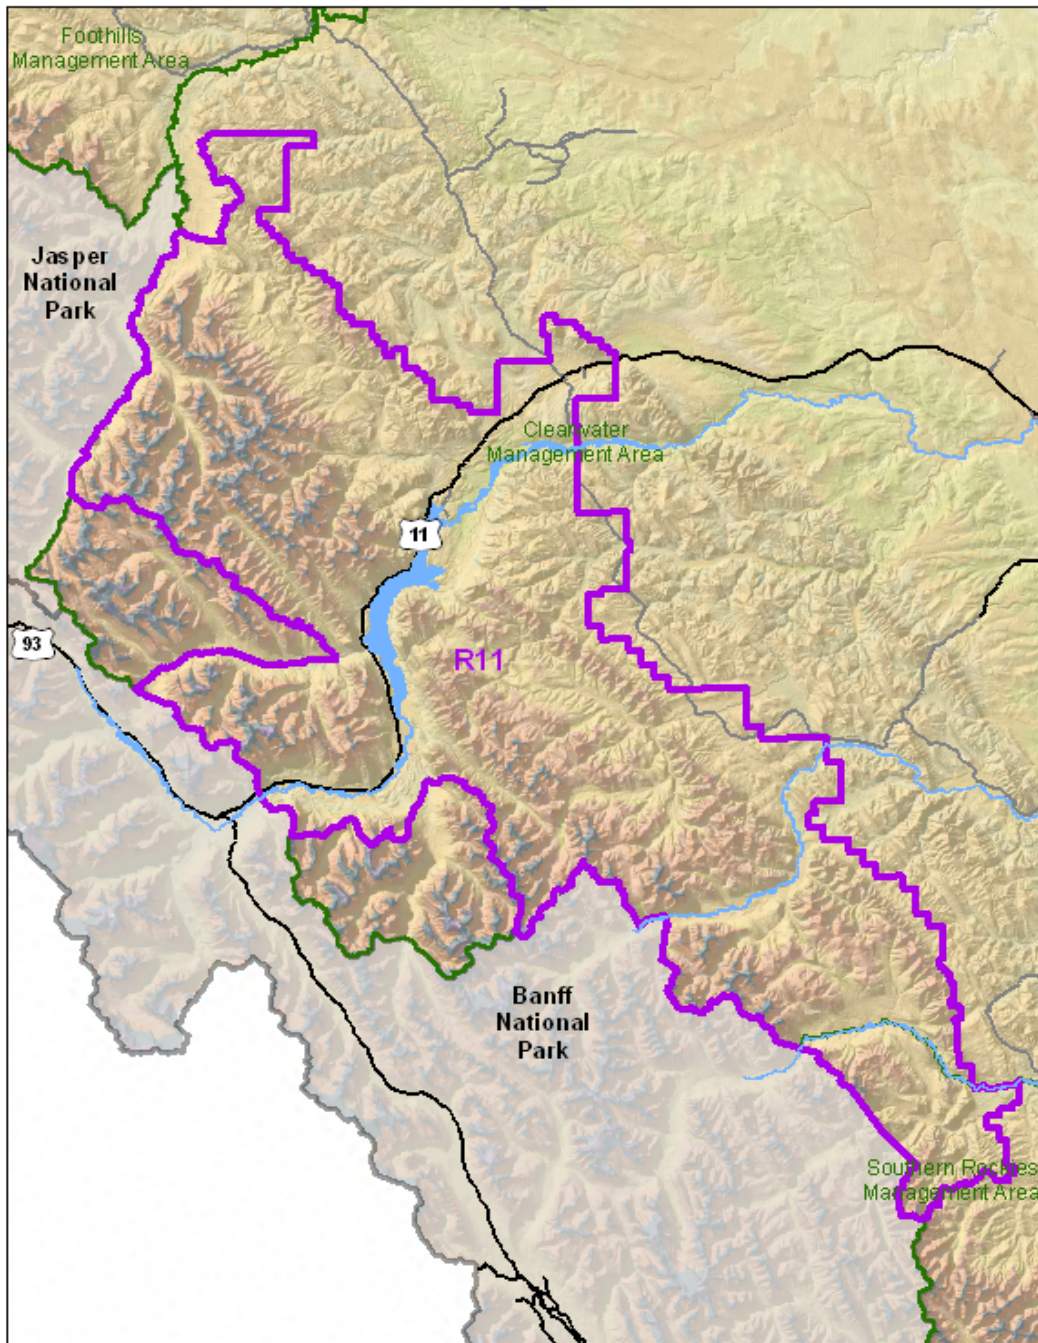 Foothills
Management Area
Jasper
National
Park
Clearwater
Management Area
11
93
R11
Banff
National
Park
Southern Rockies
Management Area